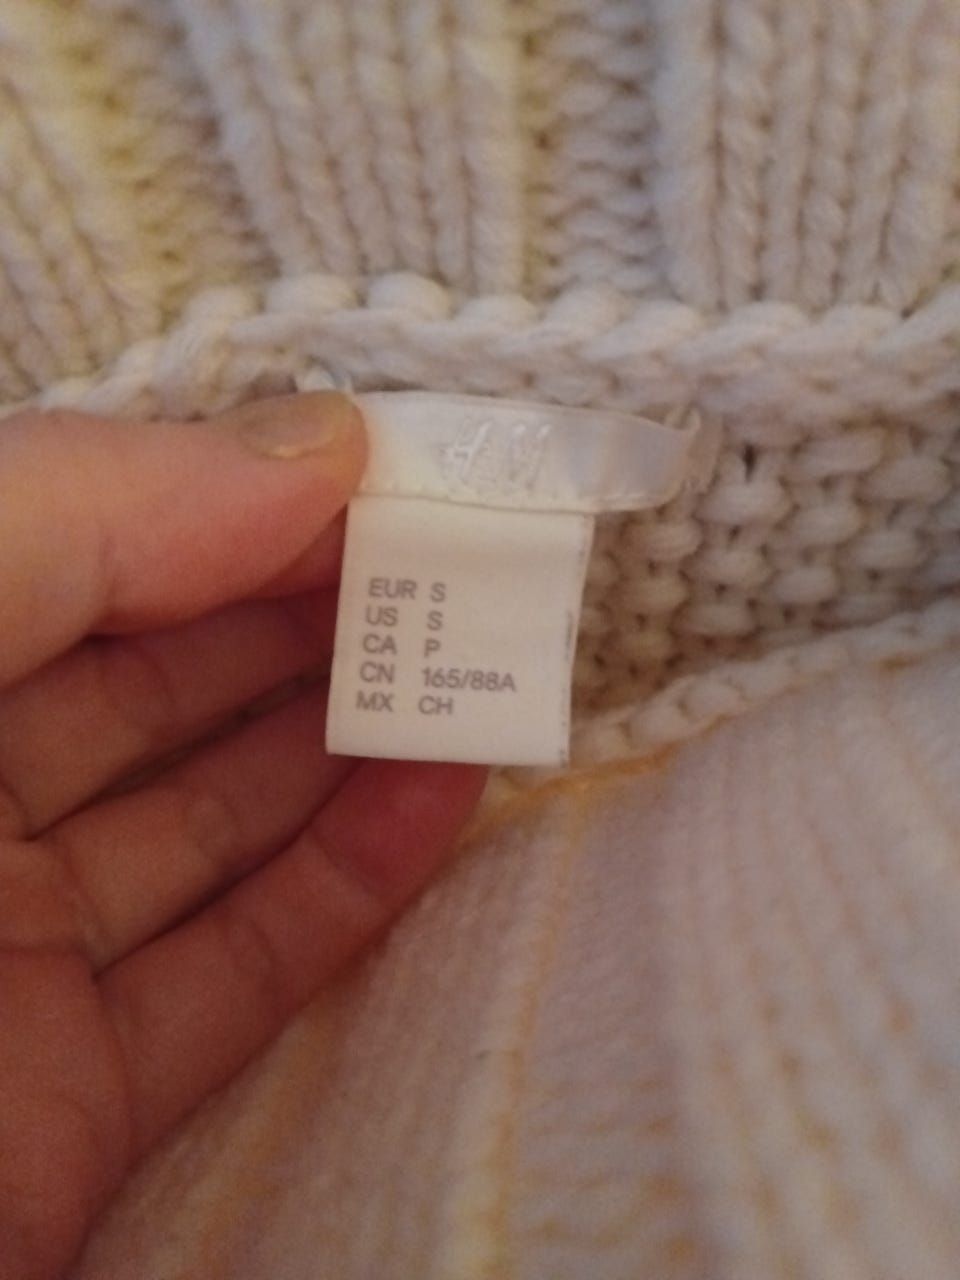 H&M
EUR S
US S
CA P
CN 165/88A
MX CH